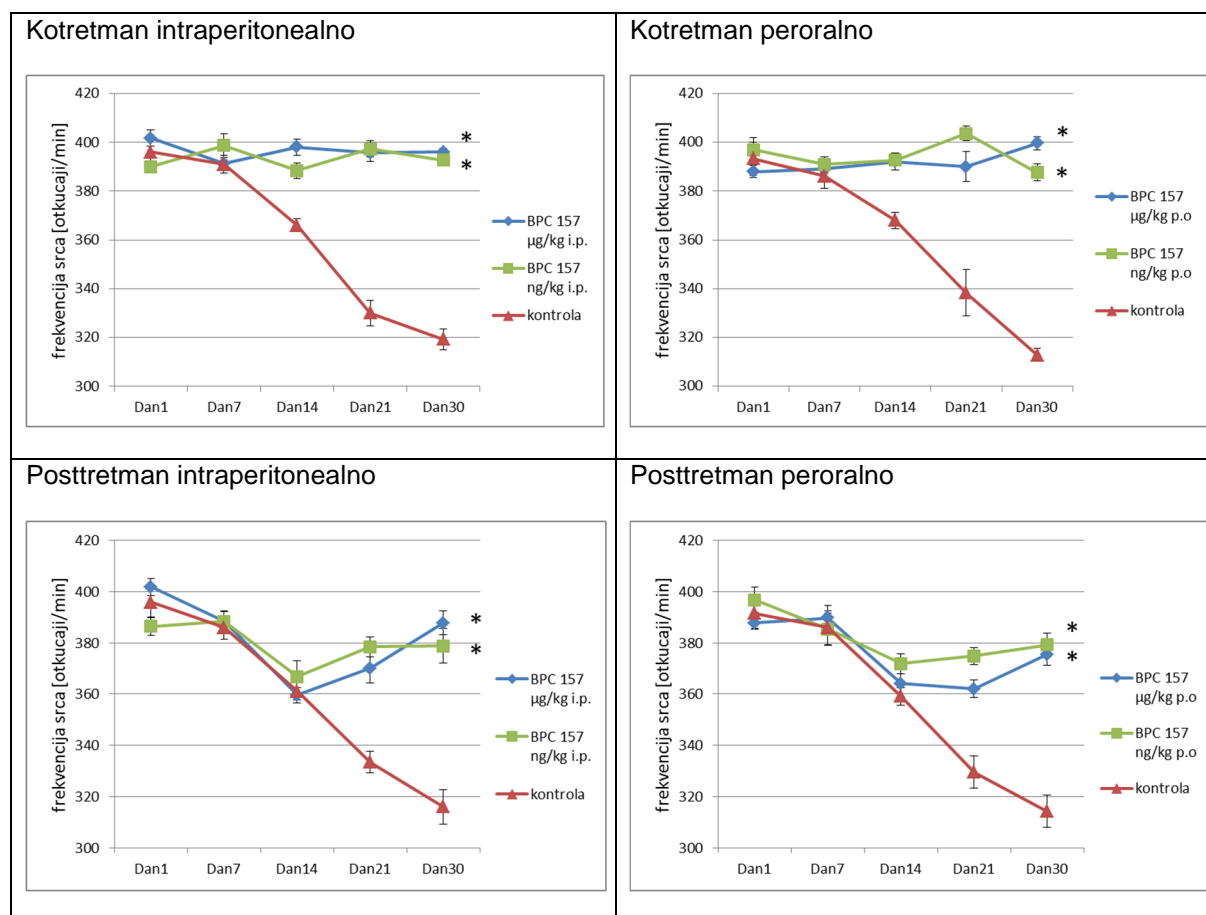 Kotretman intraperitonealno
420
400
380
360
340
320
300
frekvencija srca [otkucaji/min]
Dan1 Dan7 Dan14 Dan21 Dan30
*
*
BPC 157
µg/kg i.p.
BPC 157
ng/kg i.p.
kontrola
Kotretman peroralno
420
400
380
360
340
320
300
frekvencija srca [otkucaji/min]
Dan1 Dan7 Dan14 Dan21 Dan30
*
*
BPC 157
µg/kg p.o
BPC 157
ng/kg p.o
kontrola
Posttretman intraperitonealno
420
400
380
360
340
320
300
frekvencija srca [otkucaji/min]
Dan1 Dan7 Dan14 Dan21 Dan30
*
*
BPC 157
µg/kg i.p.
BPC 157
ng/kg i.p.
kontrola
Posttretman peroralno
420
400
380
360
340
320
300
frekvencija srca [otkucaji/min]
Dan1 Dan7 Dan14 Dan21 Dan30
*
*
BPC 157
µg/kg p.o
BPC 157
ng/kg p.o
kontrola